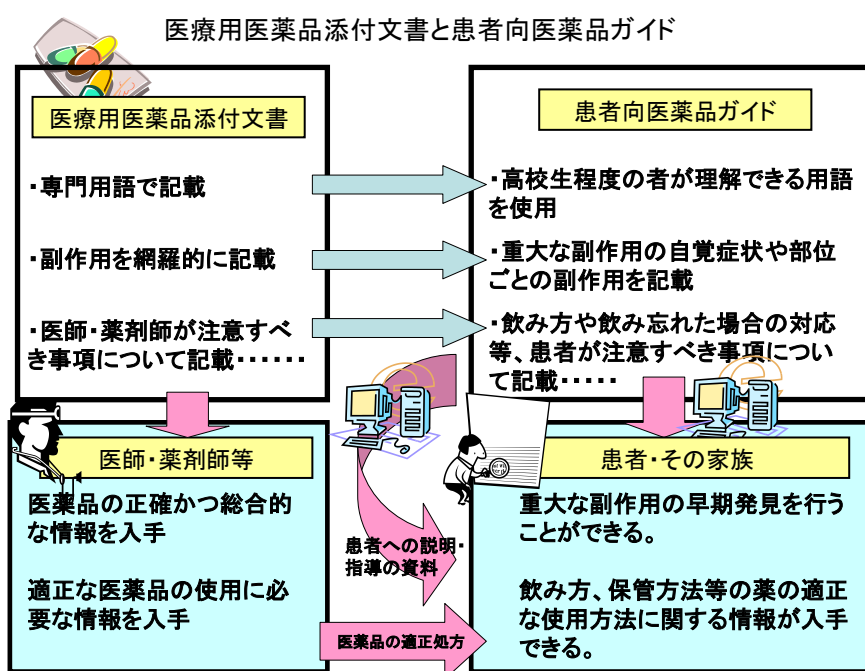 医療用医薬品添付文書と患者向医薬品ガイド
医療用医薬品添付文書
・専門用語で記載
・副作用を網羅的に記載
・医師・薬剤師が注意すべ
き事項について記載・・・・・・
患者向医薬品ガイド
・高校生程度の者が理解できる用語
を使用
・重大な副作用の自覚症状や部位
ごとの副作用を記載
・飲み方や飲み忘れた場合の対応
等、患者が注意すべき事項につい
て記載・・・・・
医師・薬剤師等
医薬品の正確かつ総合的
な情報を入手
適正な医薬品の使用に必
要な情報を入手
患者への説明・
指導の資料
医薬品の適正処方
患者・その家族
重大な副作用の早期発見を行う
ことができる。
飲み方、保管方法等の薬の適正
な使用方法に関する情報が入手
できる。